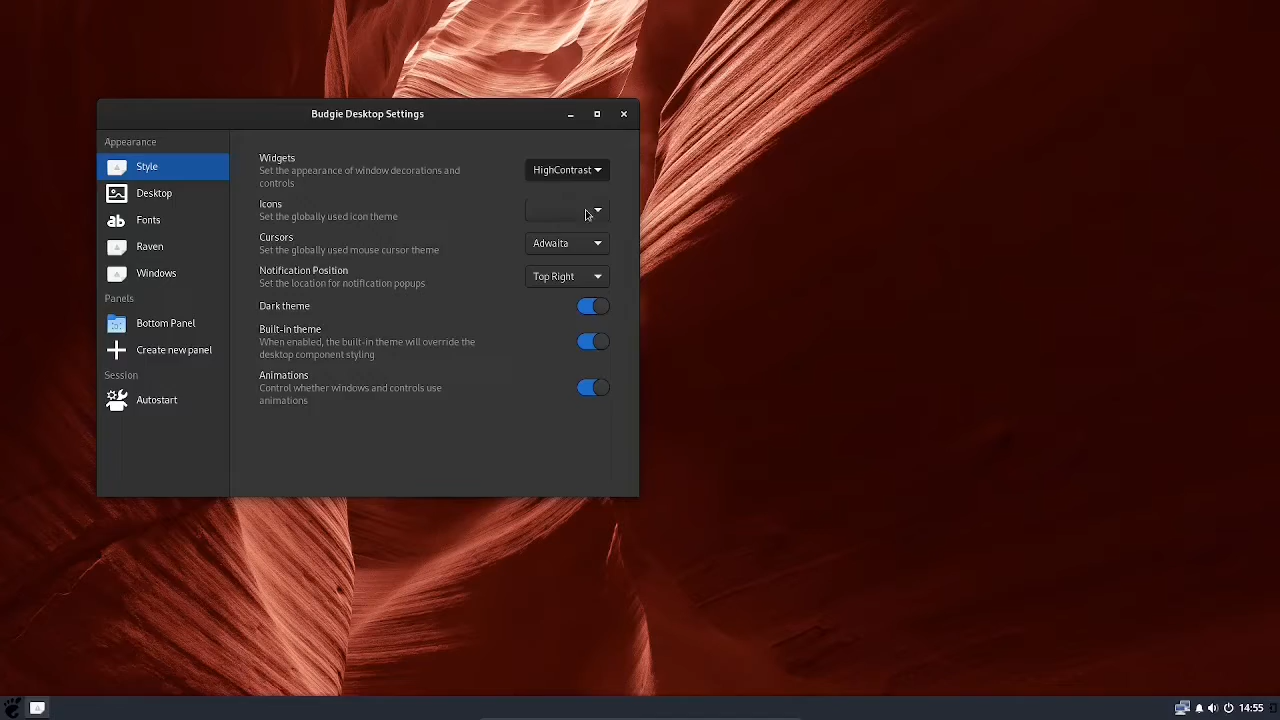 Budgie Desktop Settings
Appearance
Style
Desktop
Fonts
Raven
Windows
Panels
Bottom Panel
Create new panel
Session
Autostart
Widgets
Set the appearance of window decorations and
controls
HighContrast
Icons
Set the globally used icon theme
Cursors
Set the globally used mouse cursor theme
Adwaita
Notification Position
Set the location for notification popups
Top Right
Dark theme
Built-in theme
When enabled, the built-in theme will override the
desktop component styling
Animations
Control whether windows and controls use
animations
ab
14:55